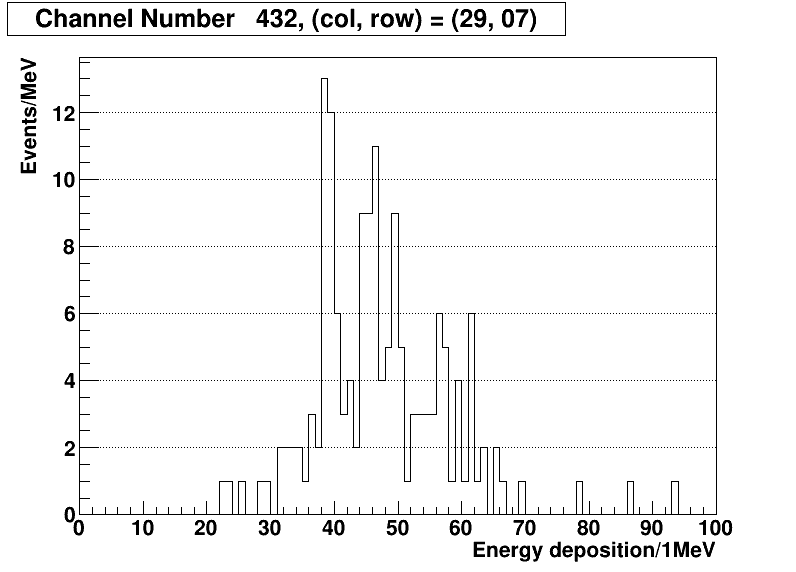 Channel Number 432, (col, row) = (29, 07)
Events/MeV
12
10
8
6
4
2
0
0 10 20 30 40 50 60 70 80 90 100
Energy deposition/1MeV